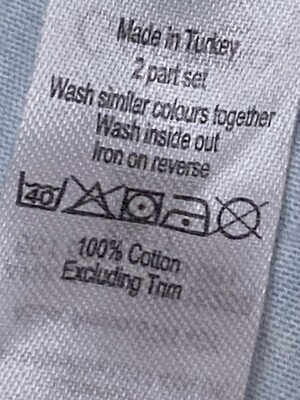 Made in Turkey
2 part set
Wash similar colours together
Wash inside out
Iron on reverse
40
100% Cotton
Excluding Trim